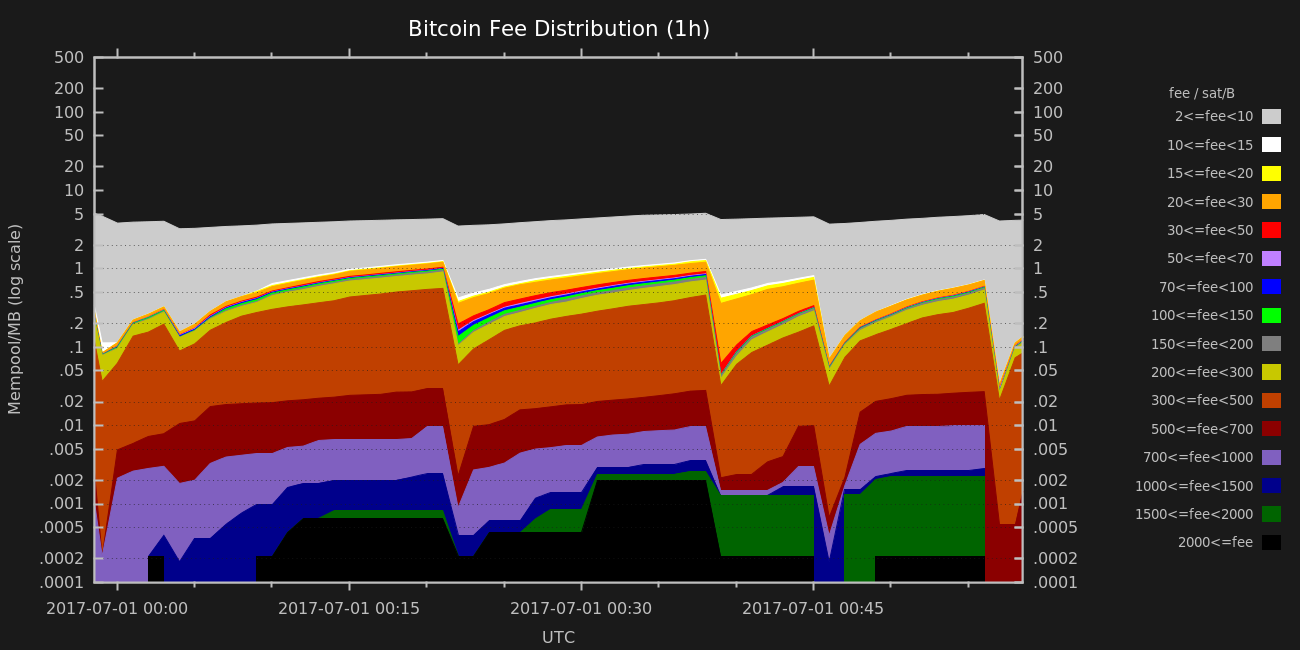 Bitcoin Fee Distribution (1h)
Mempool/MB (log scale)
500
200
100
50
20
10
5
2
1
.5
.2
.1
.05
.02
.01
.005
.002
.001
.0005
.0002
.0001
500
200
100
50
20
10
5
2
1
.5
.2
.1
.05
.02
.01
.005
.002
.001
.0005
.0002
.0001
2017-07-01 00:00
2017-07-01 00:15
2017-07-01 00:30
2017-07-01 00:45
UTC
fee / sat/B
2<=fee<10
10<=fee<15
15<=fee<20
20<=fee<30
30<=fee<50
50<=fee<70
70<=fee<100
100<=fee<150
150<=fee<200
200<=fee<300
300<=fee<500
500<=fee<700
700<=fee<1000
1000<=fee<1500
1500<=fee<2000
2000<=fee